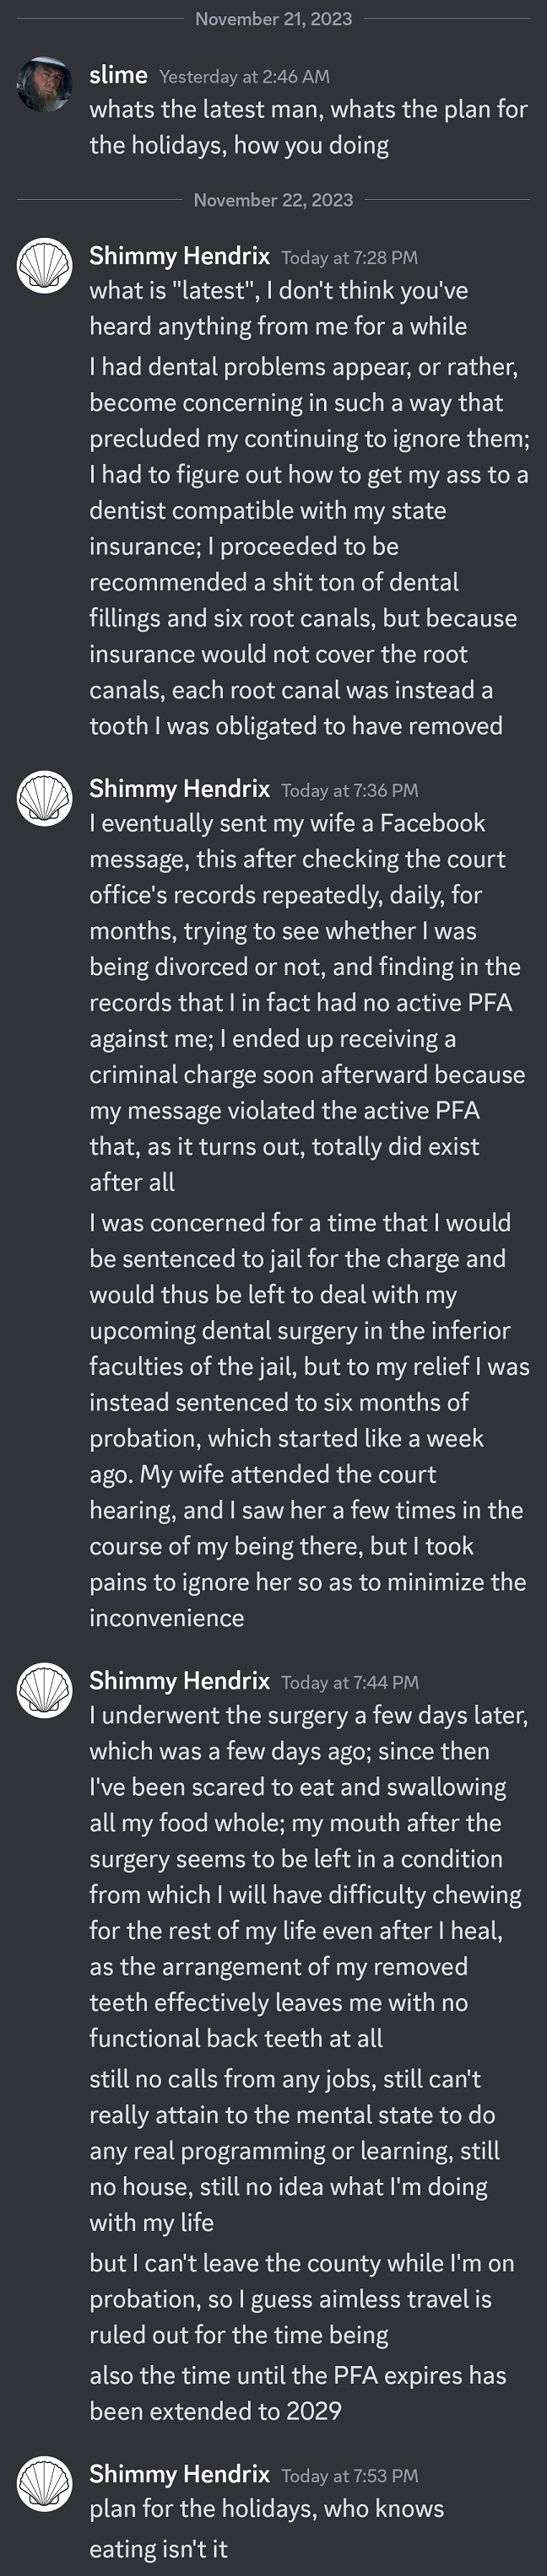 November 21, 2023
slime Yesterday at 2:46 AM
whats the latest man, whats the plan for
the holidays, how you doing
November 22, 2023
Shimmy Hendrix Today at 7:28 PM
what is "latest", I don't think you've
heard anything from me for a while
I had dental problems appear, or rather,
become concerning in such a way that
precluded my continuing to ignore them;
I had to figure out how to get my ass to a
dentist compatible with my state
insurance; I proceeded to be
recommended a shit ton of dental
fillings and six root canals, but because
insurance would not cover the root
canals, each root canal was instead a
tooth I was obligated to have removed
Shimmy Hendrix Today at 7:36 PM
I eventually sent my wife a Facebook
message, this after checking the court
office's records repeatedly, daily, for
months, trying to see whether I was
being divorced or not, and finding in the
records that I in fact had no active PFA
against me; I ended up receiving a
criminal charge soon afterward because
my message violated the active PFA
that, as it turns out, totally did exist
after all
I was concerned for a time that I would
be sentenced to jail for the charge and
would thus be left to deal with my
upcoming dental surgery in the inferior
faculties of the jail, but to my relief I was
instead sentenced to six months of
probation, which started like a week
ago. My wife attended the court
hearing, and I saw her a few times in the
course of my being there, but I took
pains to ignore her so as to minimize the
inconvenience
Shimmy Hendrix Today at 7:44 PM
I underwent the surgery a few days later,
which was a few days ago; since then
I've been scared to eat and swallowing
all my food whole; my mouth after the
surgery seems to be left in a condition
from which I will have difficulty chewing
for the rest of my life even after I heal,
as the arrangement of my removed
teeth effectively leaves me with no
functional back teeth at all
still no calls from any jobs, still can't
really attain to the mental state to do
any real programming or learning, still
no house, still no idea what I'm doing
with my life
but I can't leave the county while I'm on
probation, so I guess aimless travel is
ruled out for the time being
also the time until the PFA expires has
been extended to 2029
Shimmy Hendrix Today at 7:53 PM
plan for the holidays, who knows
eating isn't it